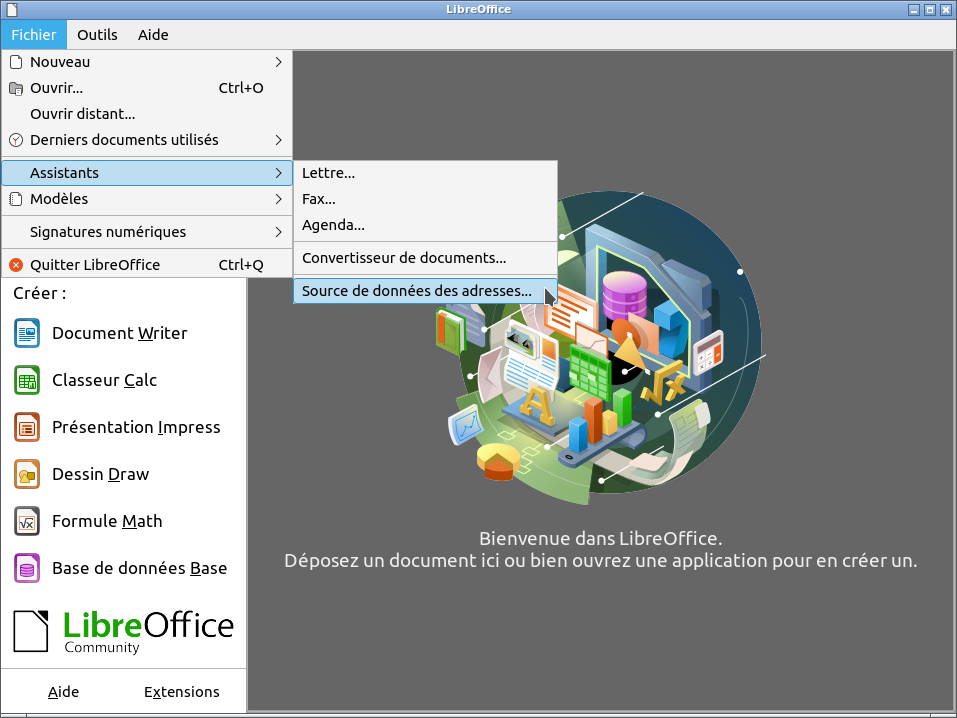 LibreOffice
Fichier Outils Aide
Nouveau
Ouvrir... Ctrl+O
Ouvrir distant...
Derniers documents utilisés
Assistants
Modèles
Signatures numériques
Quitter LibreOffice Ctrl+Q
Lettre...
Fax...
Agenda...
Convertisseur de documents...
Source de données des adresses...
Créer :
Document Writer
Classeur Calc
Présentation Impress
Dessin Draw
Formule Math
Base de données Base
LibreOffice
Community
Aide Extensions
Bienvenue dans LibreOffice.
Déposez un document ici ou bien ouvrez une application pour en créer un.